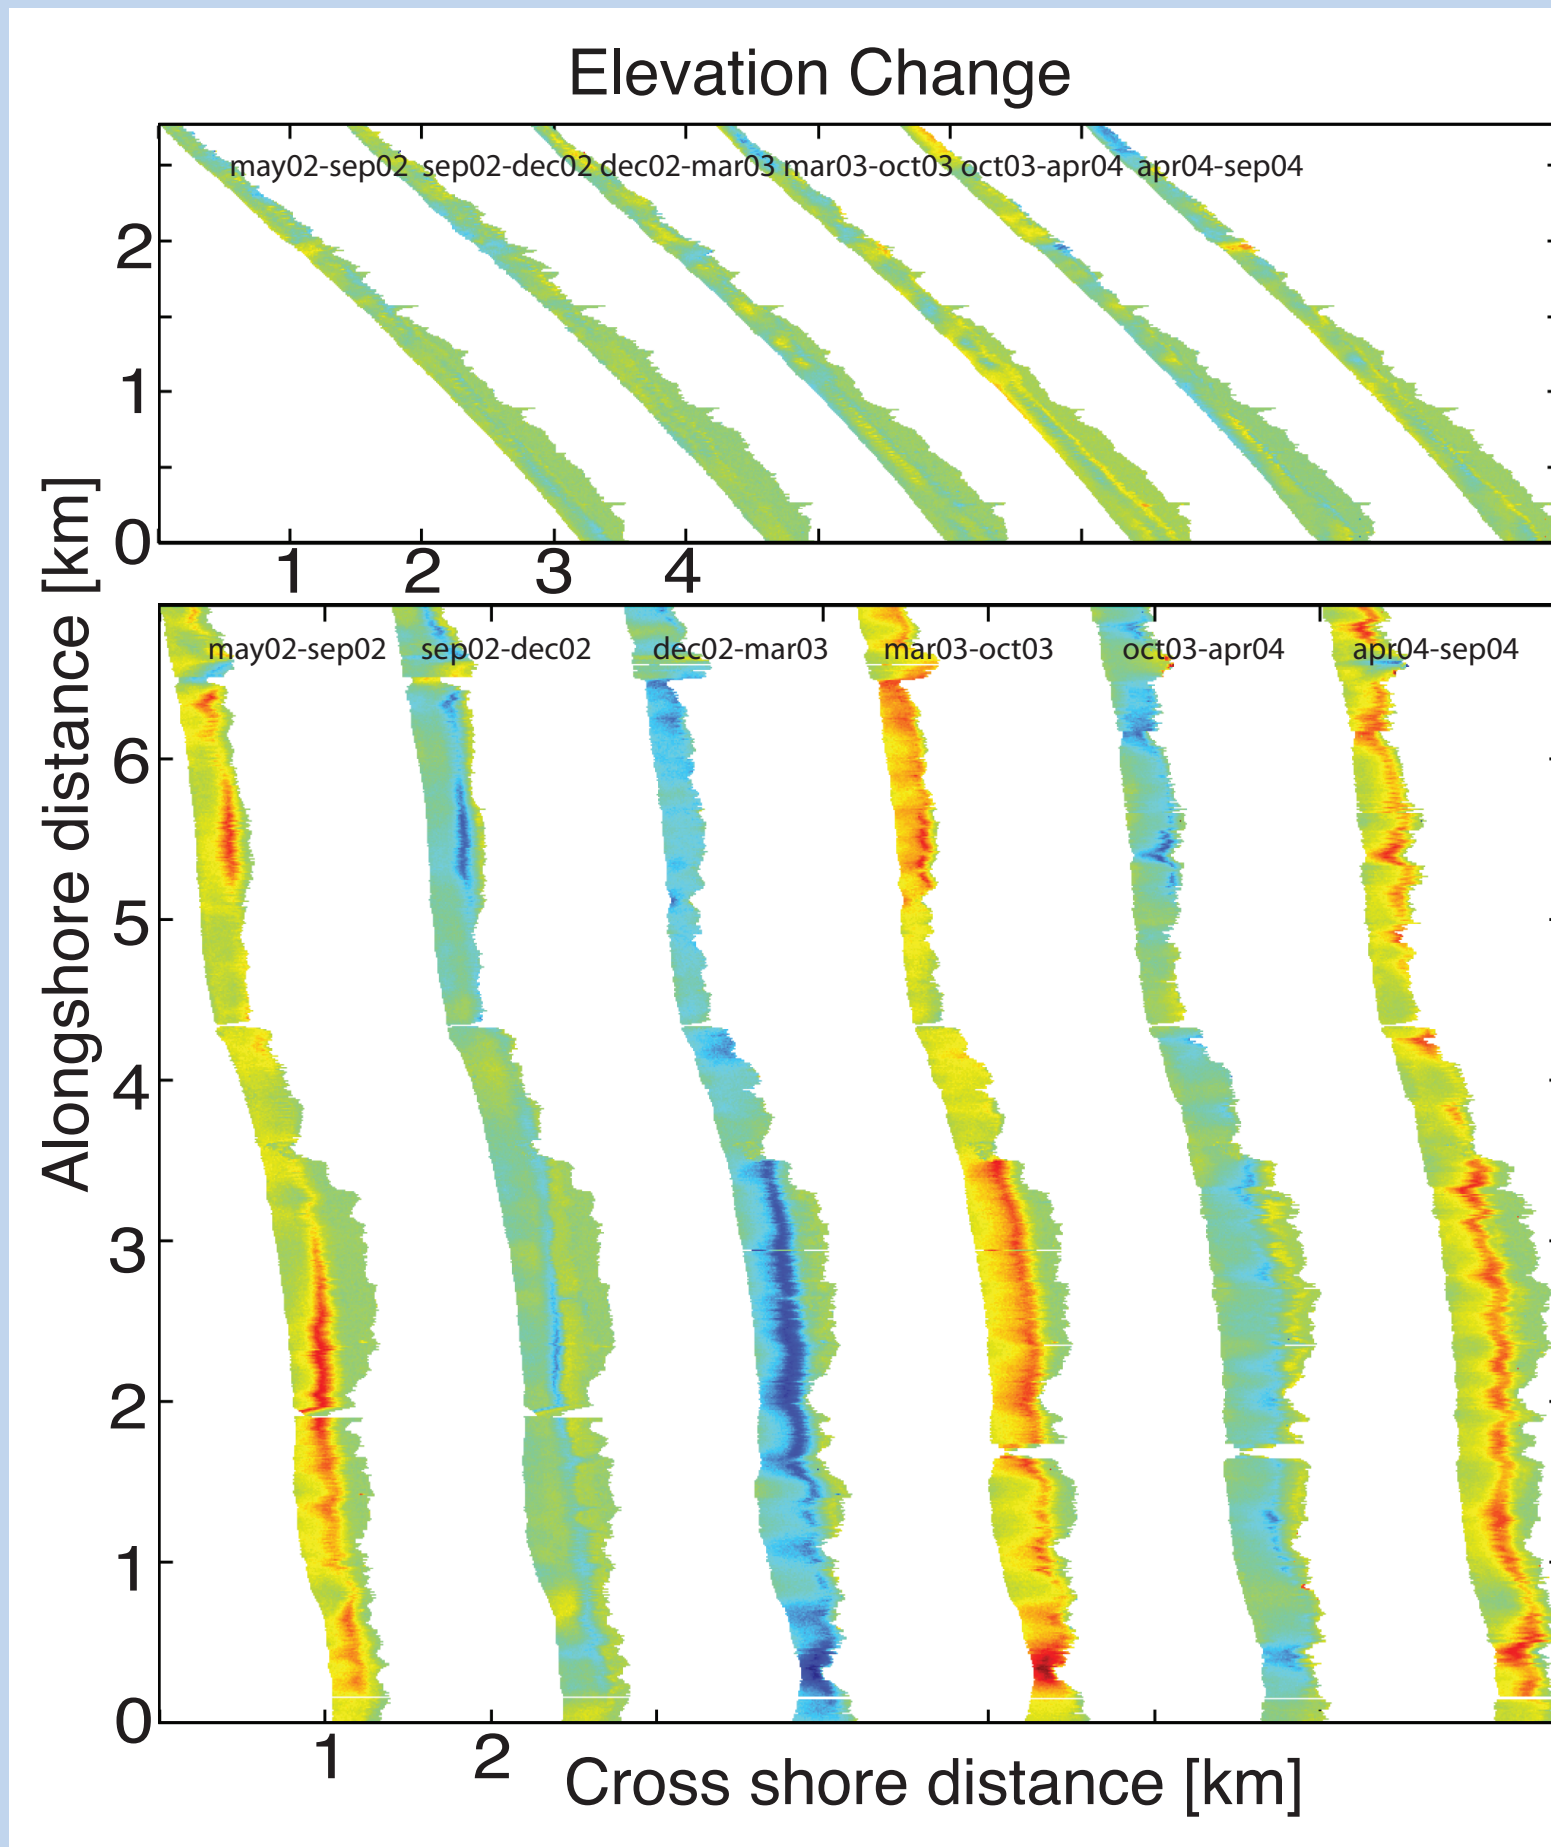 Elevation Change
may02-sep02 sep02-dec02 dec02-mar03 mar03-oct03 oct03-apr04 apr04-sep04
2
1
0
1 2 3 4
Alongshore distance [km]
may02-sep02 sep02-dec02 dec02-mar03 mar03-oct03 oct03-apr04 apr04-sep04
6
5
4
3
2
1
0
1 2
Cross shore distance [km]